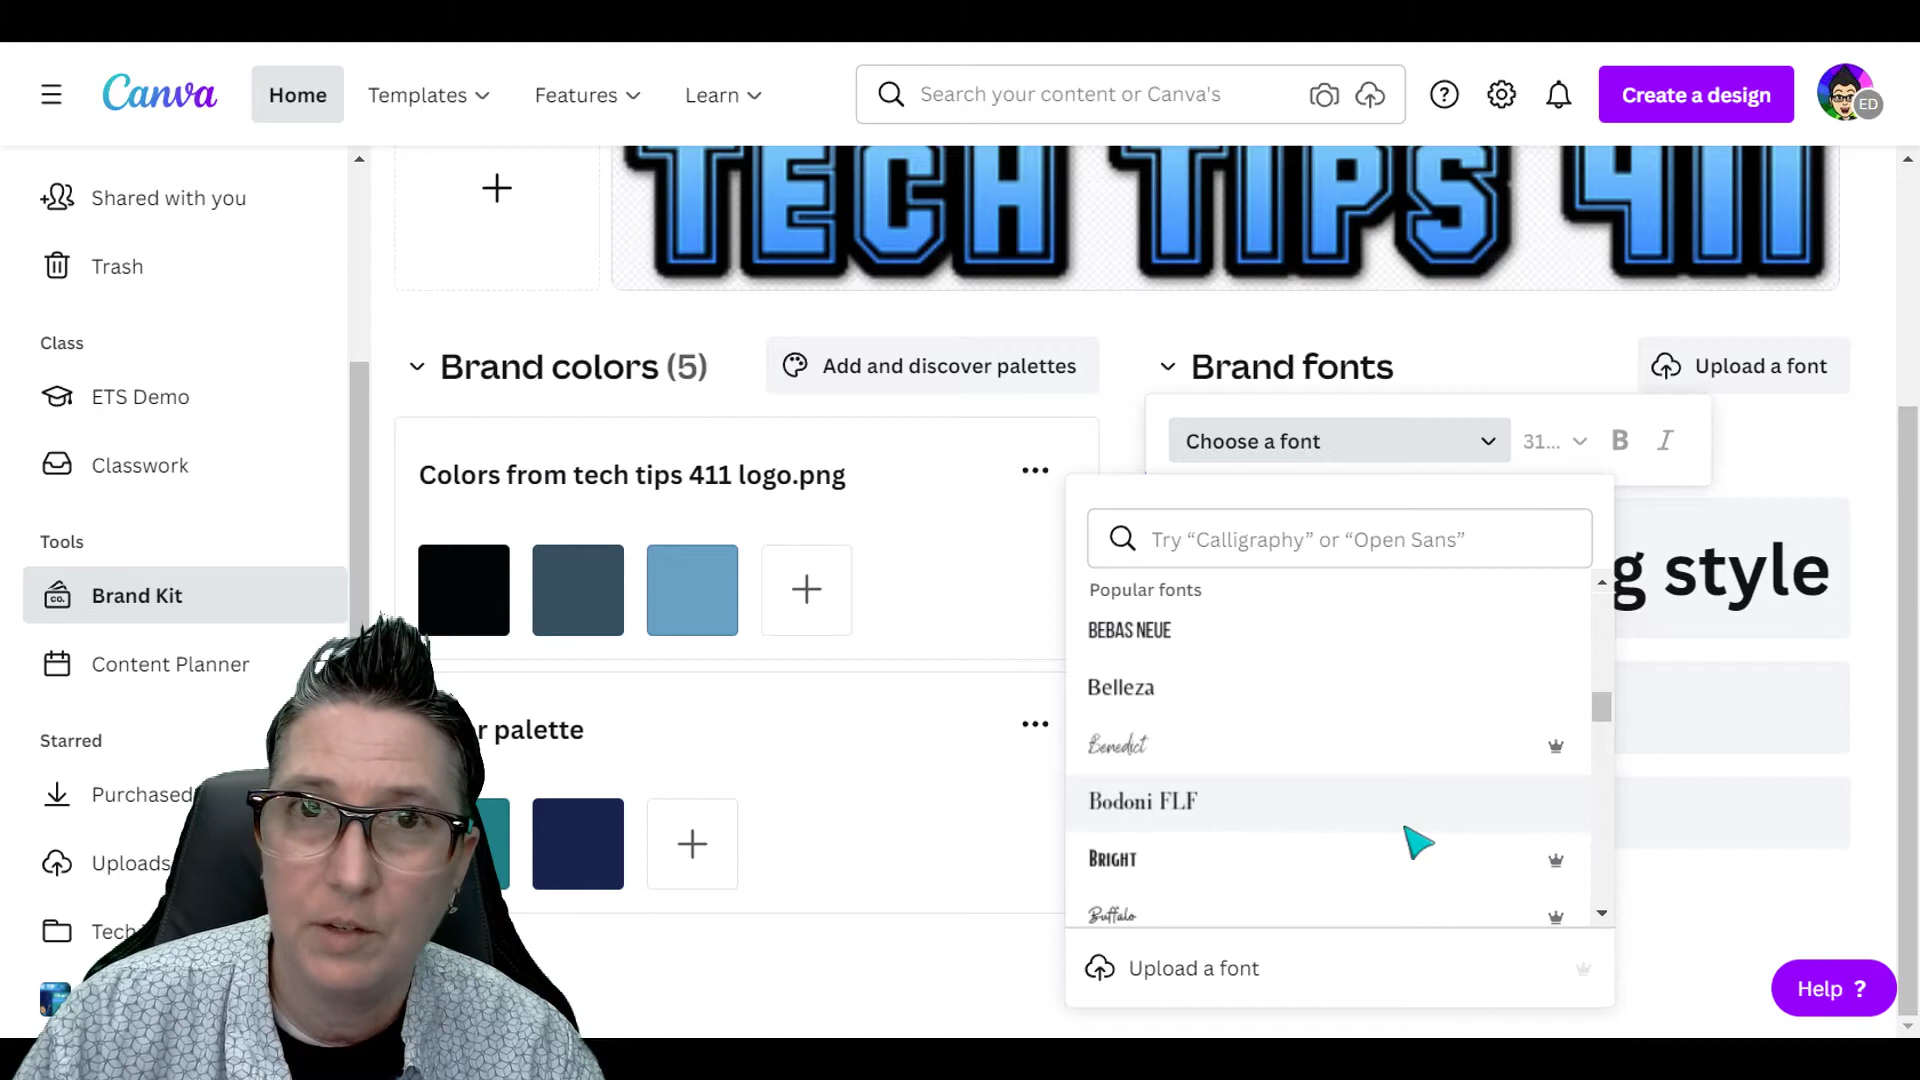 Canva
Home
Templates
Features
Learn
Search your content or Canva's
Create a design
ED
Shared with you
Trash
Class
ETS Demo
Classwork
Tools
CO.
Brand Kit
Content Planner
Starred
Purchased
Uploads
Tech
TECH TIPS 411
Brand colors (5)
Add and discover palettes
Colors from tech tips 411 logo.png
r palette
Brand fonts
Upload a font
Choose a font
31...
B I
g style
Try “Calligraphy” or “Open Sans”
Popular fonts
BEBAS NEUE
Belleza
Benedict
Bodoni FLF
BRIGHT
Buffalo
Upload a font
Help ?